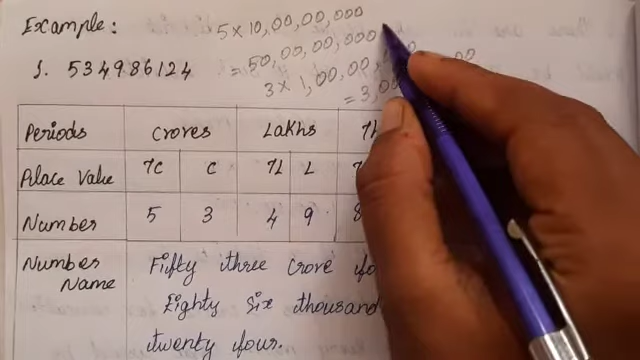 Example:
5 × 10,00,00,000
1. 534986124
= 50,00,00,000
3 × 1,00,00
= 3,00
Periods Crores Lakhs
Place Value TC C TL L
Number 5 3 4 9
Number Name
Fifty three Crore
Eighty Six thousand
twenty four.